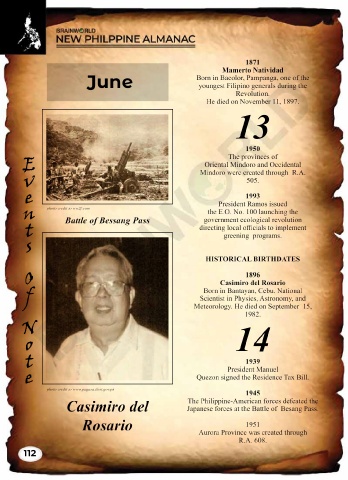 BRAINWORLD
NEW PHILPPINE ALMANAC
June
Battle of Bessang Pass
Casimiro del
Rosario
Events Of Note
1871
Mamerto Natividad
Born in Bacolor, Pampanga, one of the
youngest Filipino generals during the
Revolution.
He died on November 11, 1897.
13
1950
The provinces of
Oriental Mindoro and Occidental
Mindoro were created through R.A.
505.
1993
President Ramos issued
the E.O. No. 100 launching the
government ecological revolution
directing local officials to implement
greening programs.
HISTORICAL BIRTHDATES
1896
Casimiro del Rosario
Born in Bantayan, Cebu. National
Scientist in Physics, Astronomy, and
Meteorology. He died on September 15,
1982.
14
1939
President Manuel
Quezon signed the Residence Tax Bill.
1945
The Philippine-American forces defeated the
Japanese forces at the Battle of Besang Pass.
1951
Aurora Province was created through
R.A. 608.
112